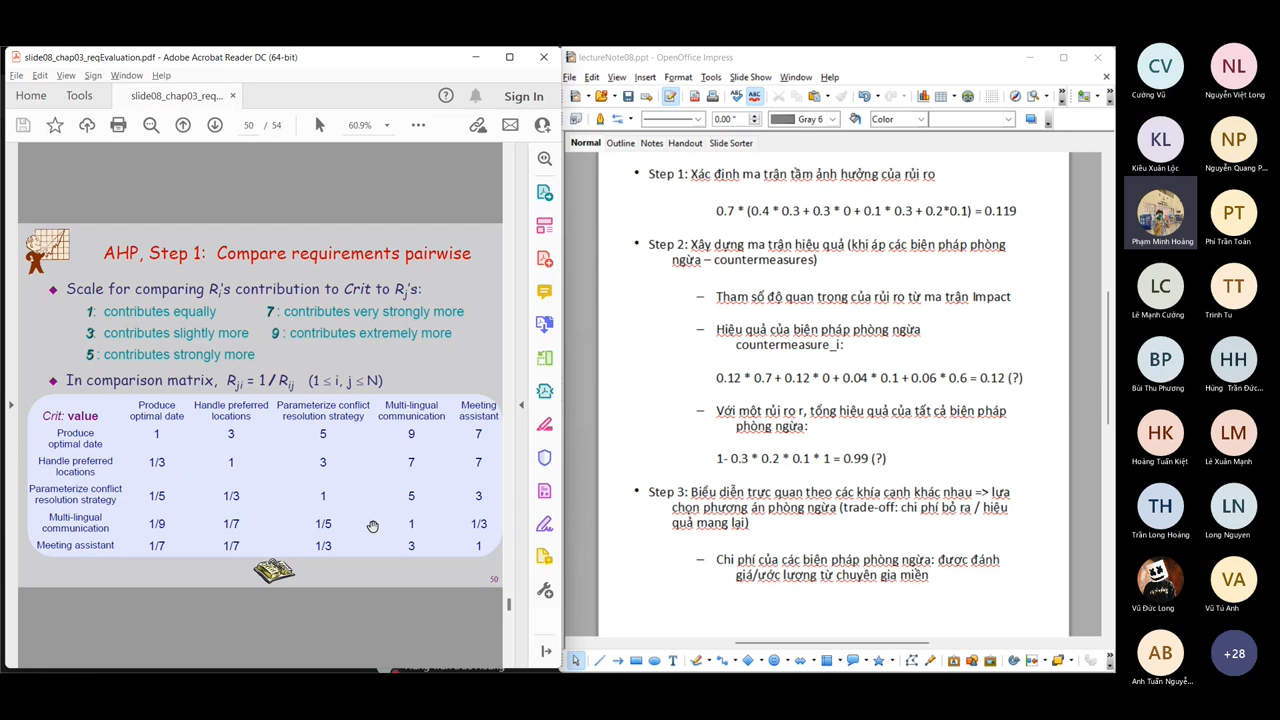 slide08_chap03_reqEvaluation.pdf - Adobe Acrobat Reader DC (64-bit)
File Edit View Sign Window Help
Home Tools slide08_chap03_req... × Sign In
50 / 54 60.9%
AHP, Step 1: Compare requirements pairwise
Scale for comparing Ri's contribution to Crit to Rj's:
1: contributes equally 7: contributes very strongly more
3: contributes slightly more 9: contributes extremely more
5: contributes strongly more
In comparison matrix, Rji = 1 / Rij (1 ≤ i, j ≤ N)
Crit: value Produce optimal date Handle preferred locations Parameterize conflict resolution strategy Multi-lingual communication Meeting assistant
Produce optimal date 1 3 5 9 7
Handle preferred locations 1/3 1 3 7 7
Parameterize conflict resolution strategy 1/5 1/3 1 5 3
Multi-lingual communication 1/9 1/7 1/5 1 1/3
Meeting assistant 1/7 1/7 1/3 3 1
50
lectureNote08.ppt - OpenOffice Impress
File Edit View Insert Format Tools Slide Show Window Help
0.00 " Gray 6 Color
Normal Outline Notes Handout Slide Sorter
• Step 1: Xác định ma trận tầm ảnh hưởng của rủi ro
0.7 * (0.4 * 0.3 + 0.3 * 0 + 0.1 * 0.3 + 0.2*0.1) = 0.119
• Step 2: Xây dựng ma trận hiệu quả (khi áp các biện pháp phòng
ngừa – countermeasures)
– Tham số độ quan trọng của rủi ro từ ma trận Impact
– Hiệu quả của biện pháp phòng ngừa
countermeasure_i:
0.12 * 0.7 + 0.12 * 0 + 0.04 * 0.1 + 0.06 * 0.6 = 0.12 (?)
– Với một rủi ro r, tổng hiệu quả của tất cả biện pháp
phòng ngừa:
1- 0.3 * 0.2 * 0.1 * 1 = 0.99 (?)
• Step 3: Biểu diễn trực quan theo các khía cạnh khác nhau => lựa
chọn phương án phòng ngừa (trade-off: chi phí bỏ ra / hiệu
quả mang lại)
– Chi phí của các biện pháp phòng ngừa: được đánh
giá/ước lượng từ chuyên gia miền
CV NL
Cường Vũ Nguyễn Việt Long
KL NP
Kiều Xuân Lộc Nguyễn Quang P...
PT
Phạm Minh Hoàng Phí Trần Toàn
LC TT
Lê Mạnh Cường Trinh Tu
BP HH
Bùi Thu Phương Hùng Trần Đức...
HK LM
Hoàng Tuấn Kiệt Lê Xuân Mạnh
TH LN
Trần Long Hoàng Long Nguyen
VA
Vũ Đức Long Vũ Tú Anh
AB +28
Anh Tuấn Nguyễ...